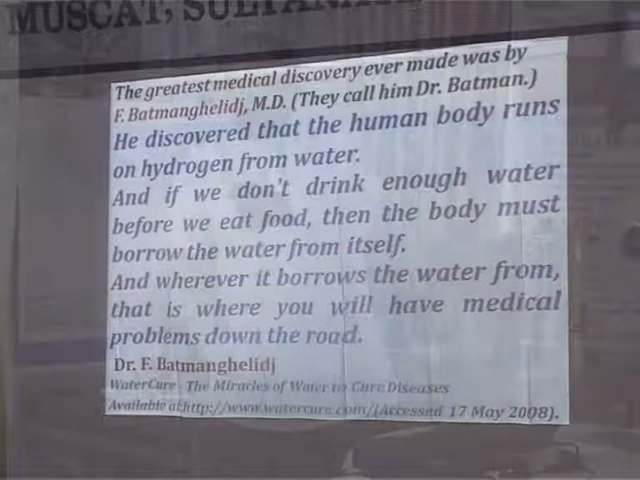 MUSCAT, SULTANA
The greatest medical discovery ever made was by
F. Batmanghelidj, M.D. (They call him Dr. Batman.)
He discovered that the human body runs
on hydrogen from water.
And if we don't drink enough water
before we eat food, then the body must
borrow the water from itself.
And wherever it borrows the water from,
that is where you will have medical
problems down the road.
Dr. F. Batmanghelidj
WaterCure - The Miracles of Water to Cure Diseases
Available at http://www.watercure.com/(Accessed 17 May 2008).